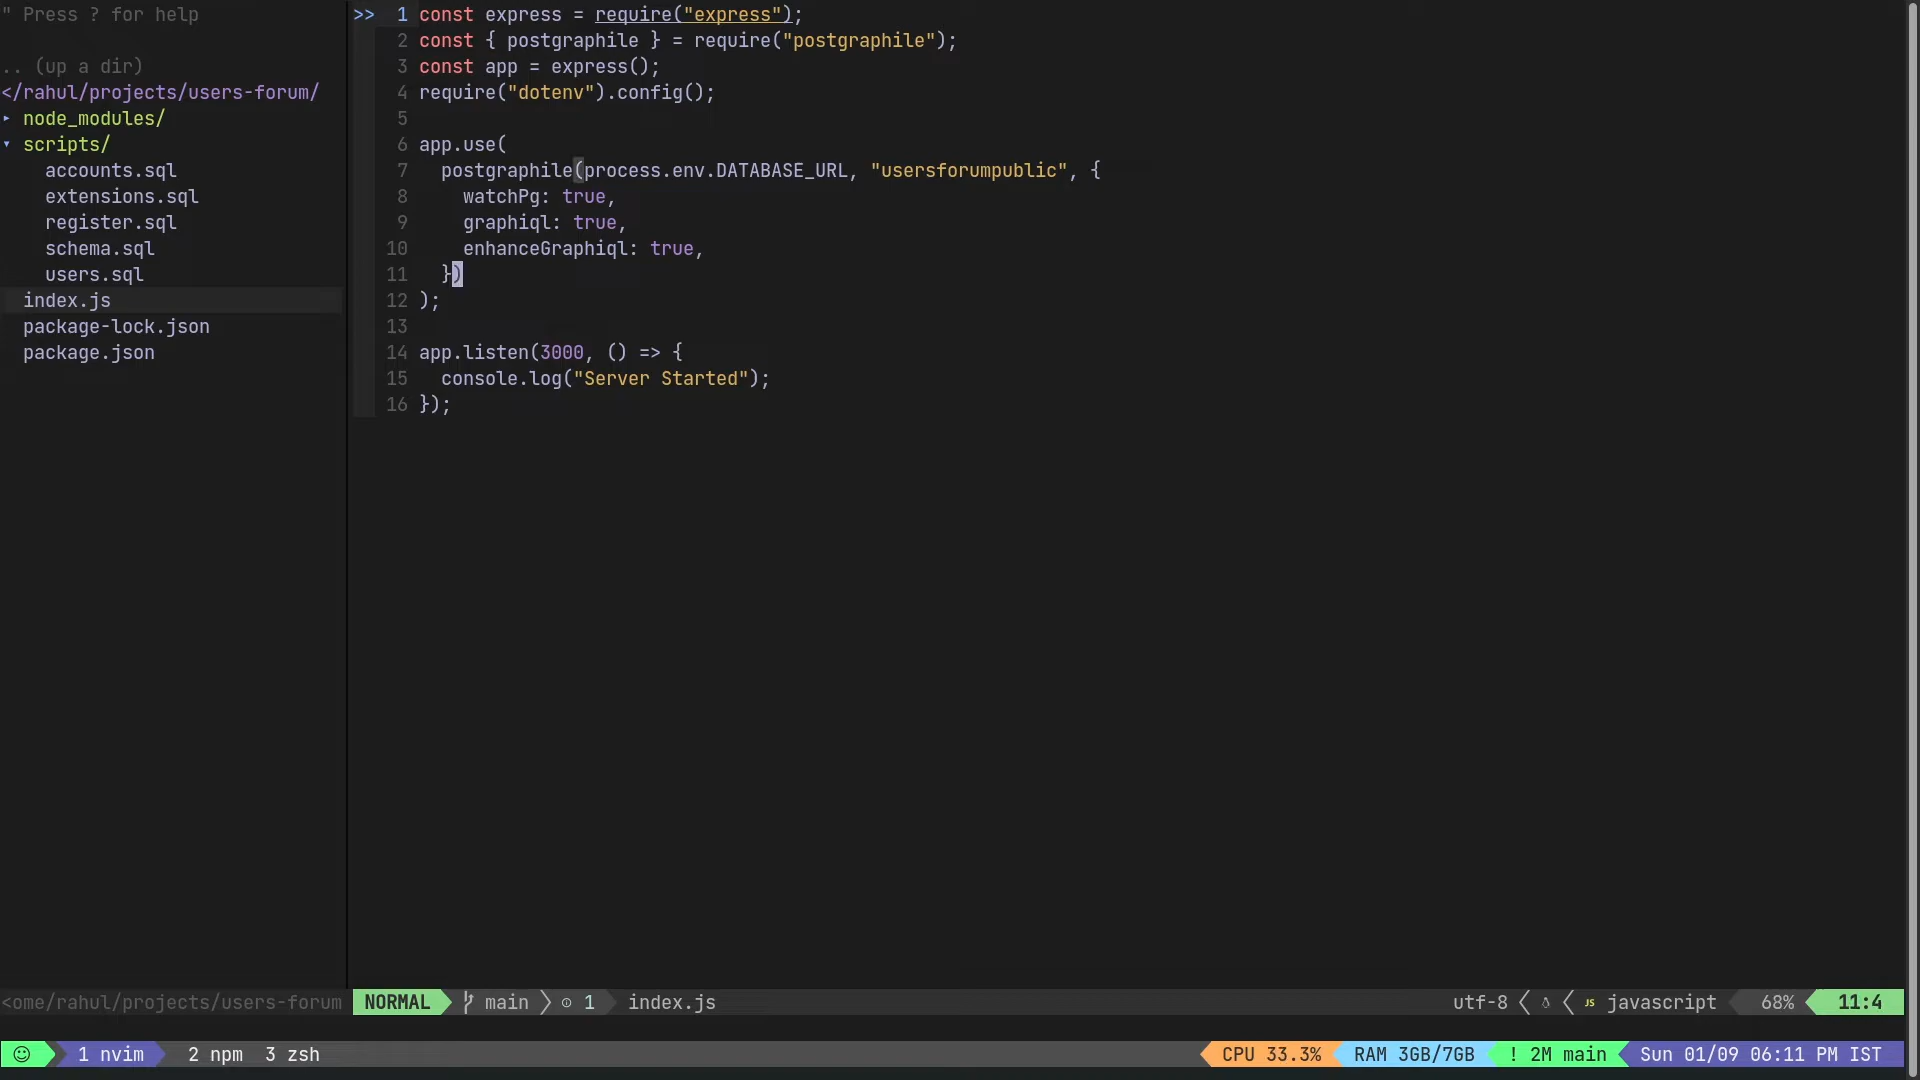 " Press ? for help
.. (up a dir)
</rahul/projects/users-forum/
▸ node_modules/
▾ scripts/
accounts.sql
extensions.sql
register.sql
schema.sql
users.sql
index.js
package-lock.json
package.json
>> 1 const express = require("express");
2 const { postgraphile } = require("postgraphile");
3 const app = express();
4 require("dotenv").config();
5
6 app.use(
7   postgraphile(process.env.DATABASE_URL, "usersforumpublic", {
8     watchPg: true,
9     graphiql: true,
10     enhanceGraphiql: true,
11   })
12 );
13
14 app.listen(3000, () => {
15   console.log("Server Started");
16 });
<ome/rahul/projects/users-forum NORMAL main 1 index.js utf-8 JS javascript 68% 11:4
1 nvim 2 npm 3 zsh CPU 33.3% RAM 3GB/7GB ! 2M main Sun 01/09 06:11 PM IST